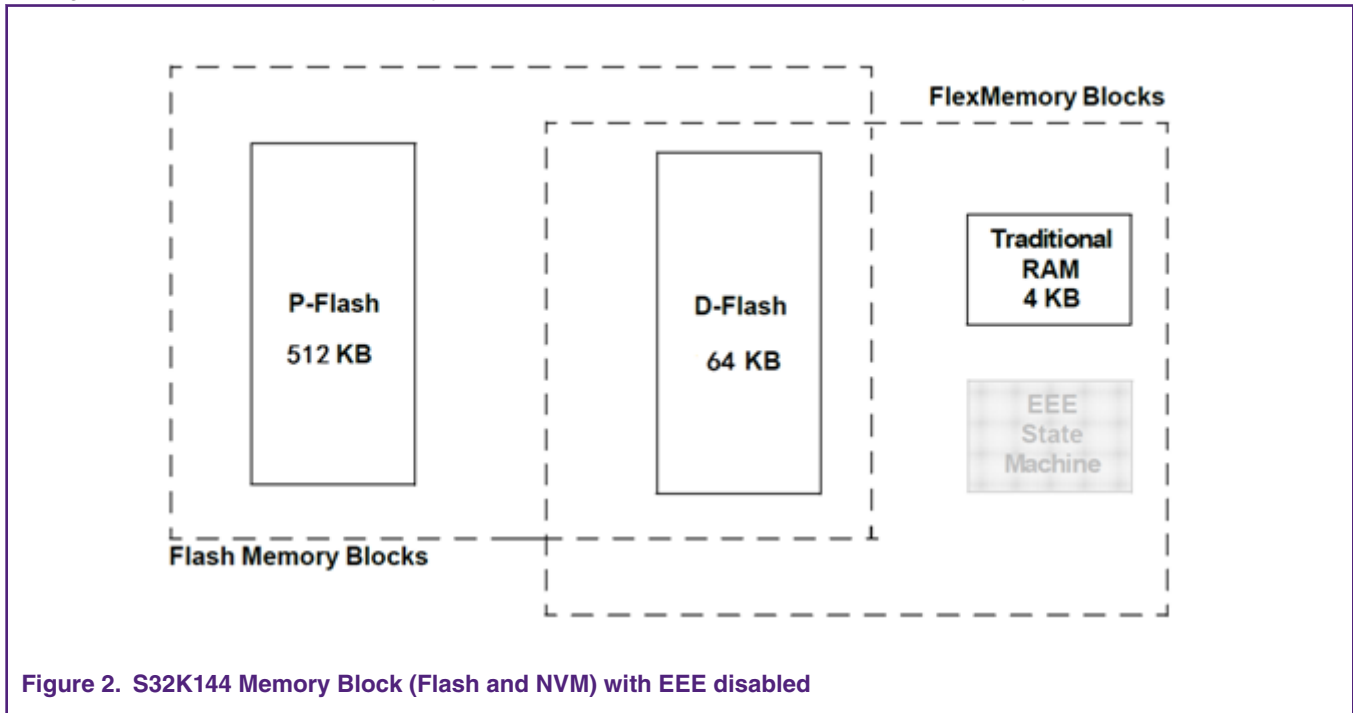 FlexMemory Blocks
P-Flash
512 KB
D-Flash
64 KB
Traditional
RAM
4 KB
EEE
State
Machine
Flash Memory Blocks
Figure 2. S32K144 Memory Block (Flash and NVM) with EEE disabled